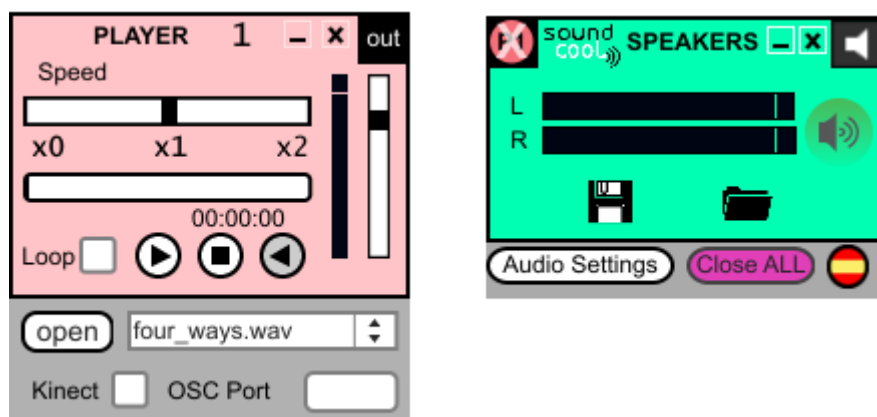 PLAYER 1 out
Speed
x0 x1 x2
00:00:00
Loop
open four_ways.wav
Kinect OSC Port
P1 sound
cool SPEAKERS
L
R
Audio Settings Close ALL